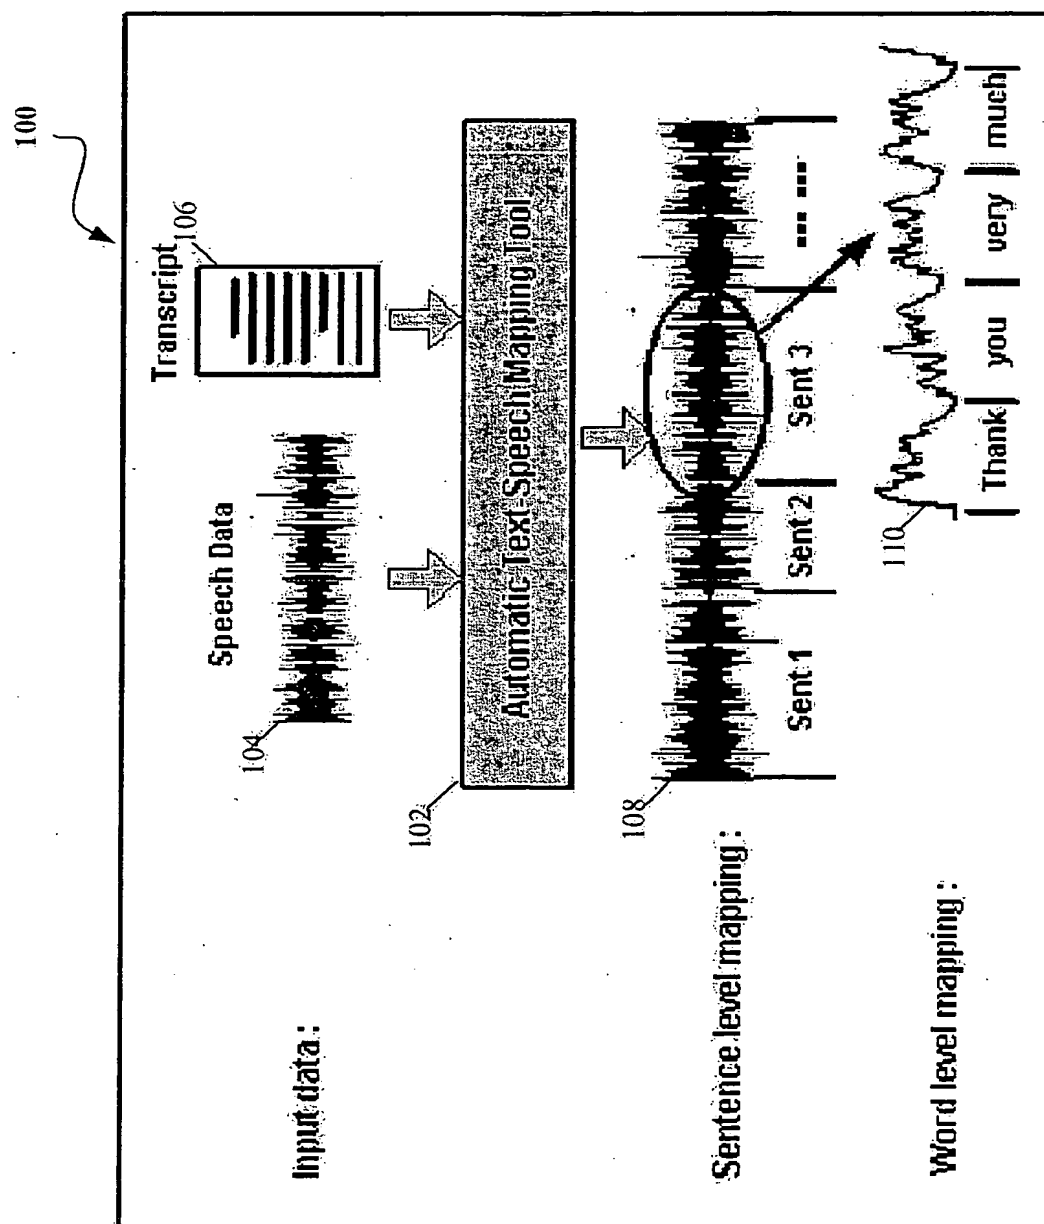 100
Input data :
Speech Data
Transcript
104
106
102
Automatic Text-Speech Mapping Tool
Sentence level mapping :
108
Sent 1
Sent 2
Sent 3
... ...
Word level mapping :
110
Thank
you
very
much